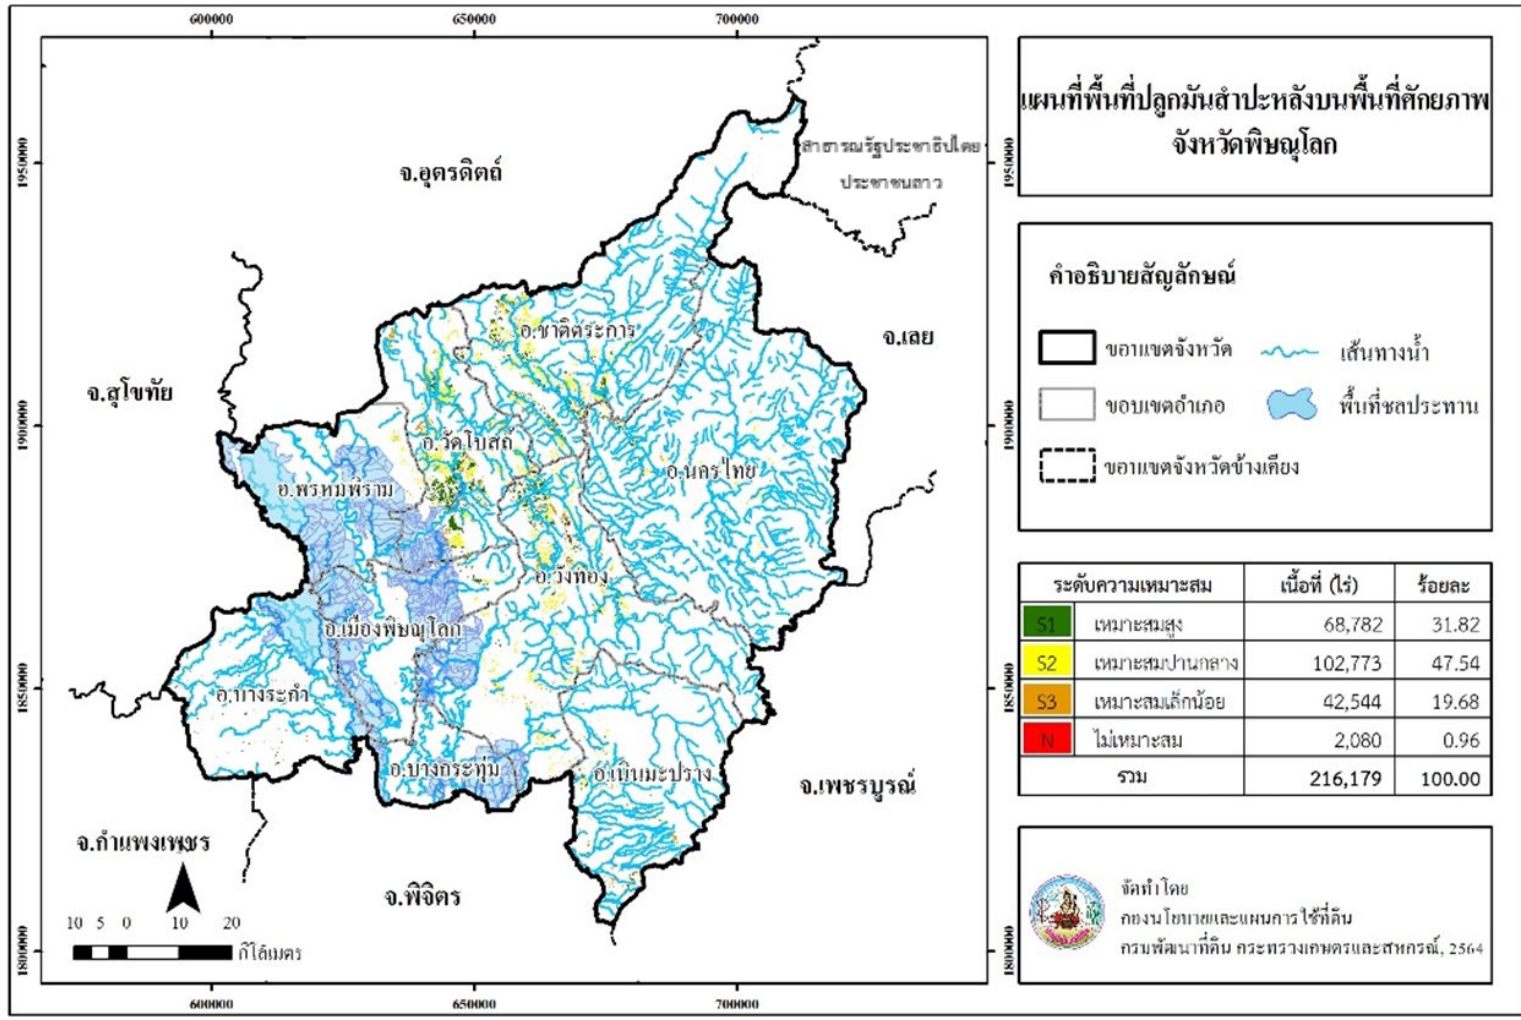 600000 650000 700000
แผนที่พื้นที่ปลูกมันสำปะหลังบนพื้นที่ศักยภาพ
จังหวัดพิษณุโลก
1950000
1950000
สาธารณรัฐประชาธิปไตย
ประชาชนลาว
จ.อุตรดิตถ์
คำอธิบายสัญลักษณ์
ขอบเขตจังหวัด
เส้นทางน้ำ
ขอบเขตอำเภอ
พื้นที่ชลประทาน
ขอบเขตจังหวัดข้างเคียง
อ.ชาติตระการ
จ.เลย
จ.สุโขทัย
1900000
1900000
อ.วัดโบสถ์
อ.นครไทย
อ.พรหมพิราม
อ.วังทอง
อ.เมืองพิษณุโลก
1850000
1850000
อ.บางระกำ
อ.บางกระทุ่ม
อ.เนินมะปราง
จ.เพชรบูรณ์
จ.กำแพงเพชร
จ.พิจิตร
ระดับความเหมาะสม เนื้อที่ (ไร่) ร้อยละ
S1 เหมาะสมสูง 68,782 31.82
S2 เหมาะสมปานกลาง 102,773 47.54
S3 เหมาะสมเล็กน้อย 42,544 19.68
N ไม่เหมาะสม 2,080 0.96
รวม 216,179 100.00
10 5 0 10 20
กิโลเมตร
1800000
1800000
จัดทำโดย
กองนโยบายและแผนการใช้ที่ดิน
กรมพัฒนาที่ดิน กระทรวงเกษตรและสหกรณ์, 2564
600000 650000 700000